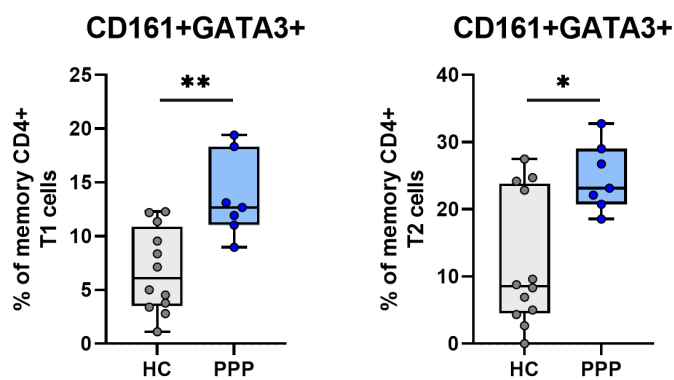 CD161+GATA3+
**
% of memory CD4+
T1 cells
25
20
15
10
5
0
HC
PPP
CD161+GATA3+
*
% of memory CD4+
T2 cells
40
30
20
10
0
HC
PPP